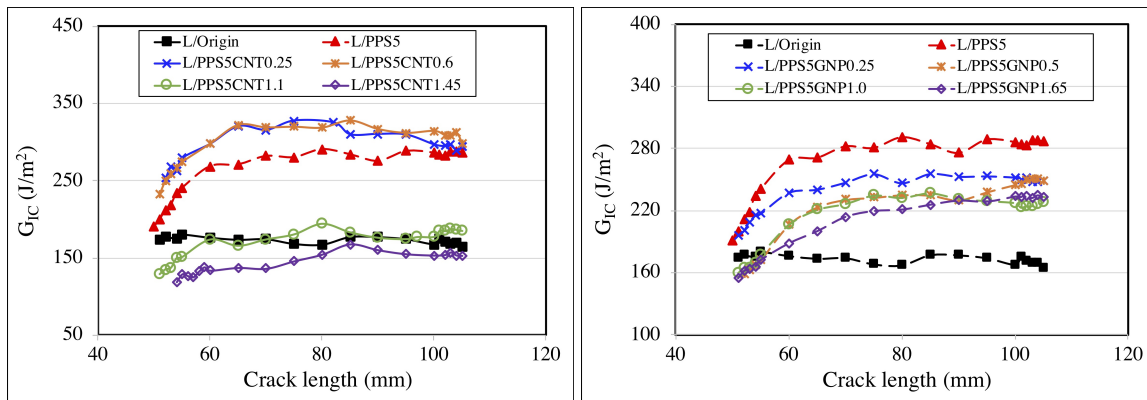 450
350
250
150
50
G_IC (J/m²)
L/Origin
L/PPS5
L/PPS5CNT0.25
L/PPS5CNT0.6
L/PPS5CNT1.1
L/PPS5CNT1.45
40
60
80
100
120
Crack length (mm)
400
340
280
220
160
100
G_IC (J/m²)
L/Origin
L/PPS5
L/PPS5GNP0.25
L/PPS5GNP0.5
L/PPS5GNP1.0
L/PPS5GNP1.65
40
60
80
100
120
Crack length (mm)